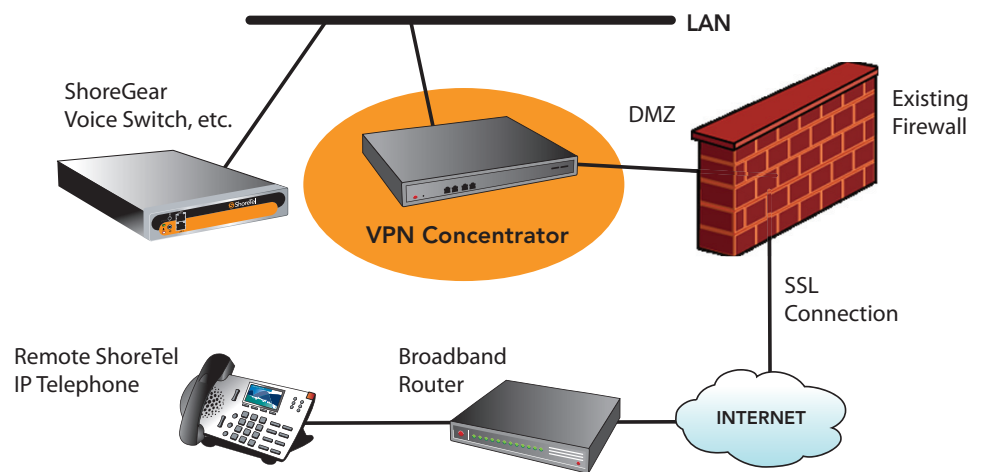 LAN
ShoreGear
Voice Switch, etc.
DMZ
Existing
Firewall
ShoreTel
VPN Concentrator
SSL
Connection
Remote ShoreTel
IP Telephone
Broadband
Router
INTERNET